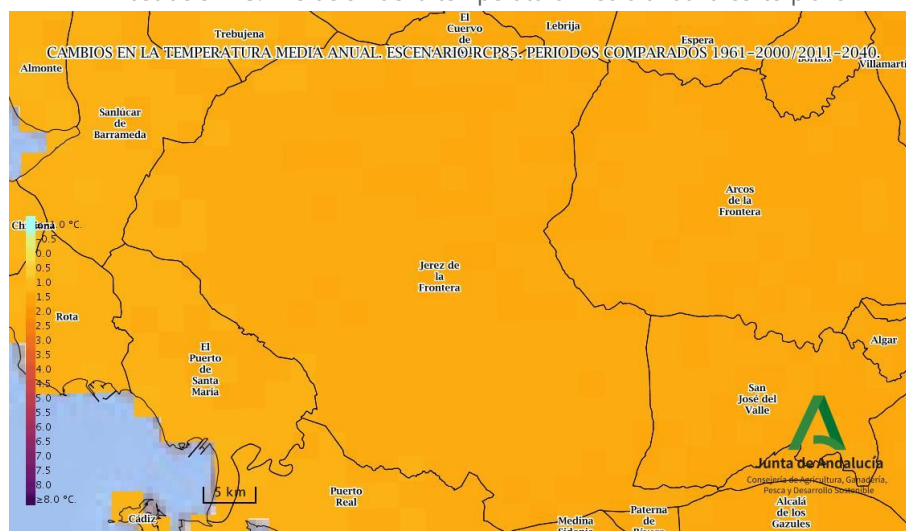 El
Cuervo
de
Lebrija
Trebujena
Espera
CAMBIOS EN LA TEMPERATURA MEDIA ANUAL. ESCENARIO RCP85. PERIODOS COMPARADOS 1961-2000/2011-2040.
Bornos
Villamartí
Almonte
Sanlúcar
de
Barrameda
Arcos
de la
Frontera
Jerez de
la
Frontera
Rota
El
Puerto
de
Santa
María
Algar
San
José del
Valle
1.0 °C.
0.5
0.0
0.5
1.0
1.5
2.0
2.5
3.0
3.5
4.0
4.5
5.0
5.5
6.0
6.5
7.0
7.5
8.0
≥8.0 °C.
5 km
Cádiz
Puerto
Real
Medina
Paterna
de
Alcalá
de los
Gazules
Junta de Andalucía
Consejería de Agricultura, Ganadería,
Pesca y Desarrollo Sostenible